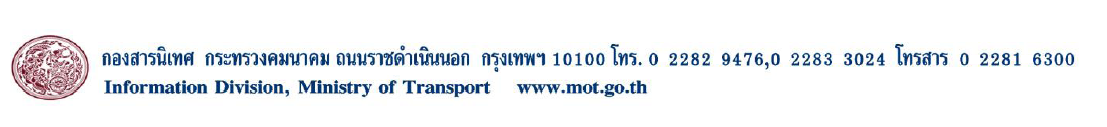 กองสารนิเทศ กระทรวงคมนาคม ถนนราชดำเนินนอก กรุงเทพฯ 10100 โทร. 0 2282 9476,0 2283 3024 โทรสาร 0 2281 6300
Information Division, Ministry of Transport www.mot.go.th